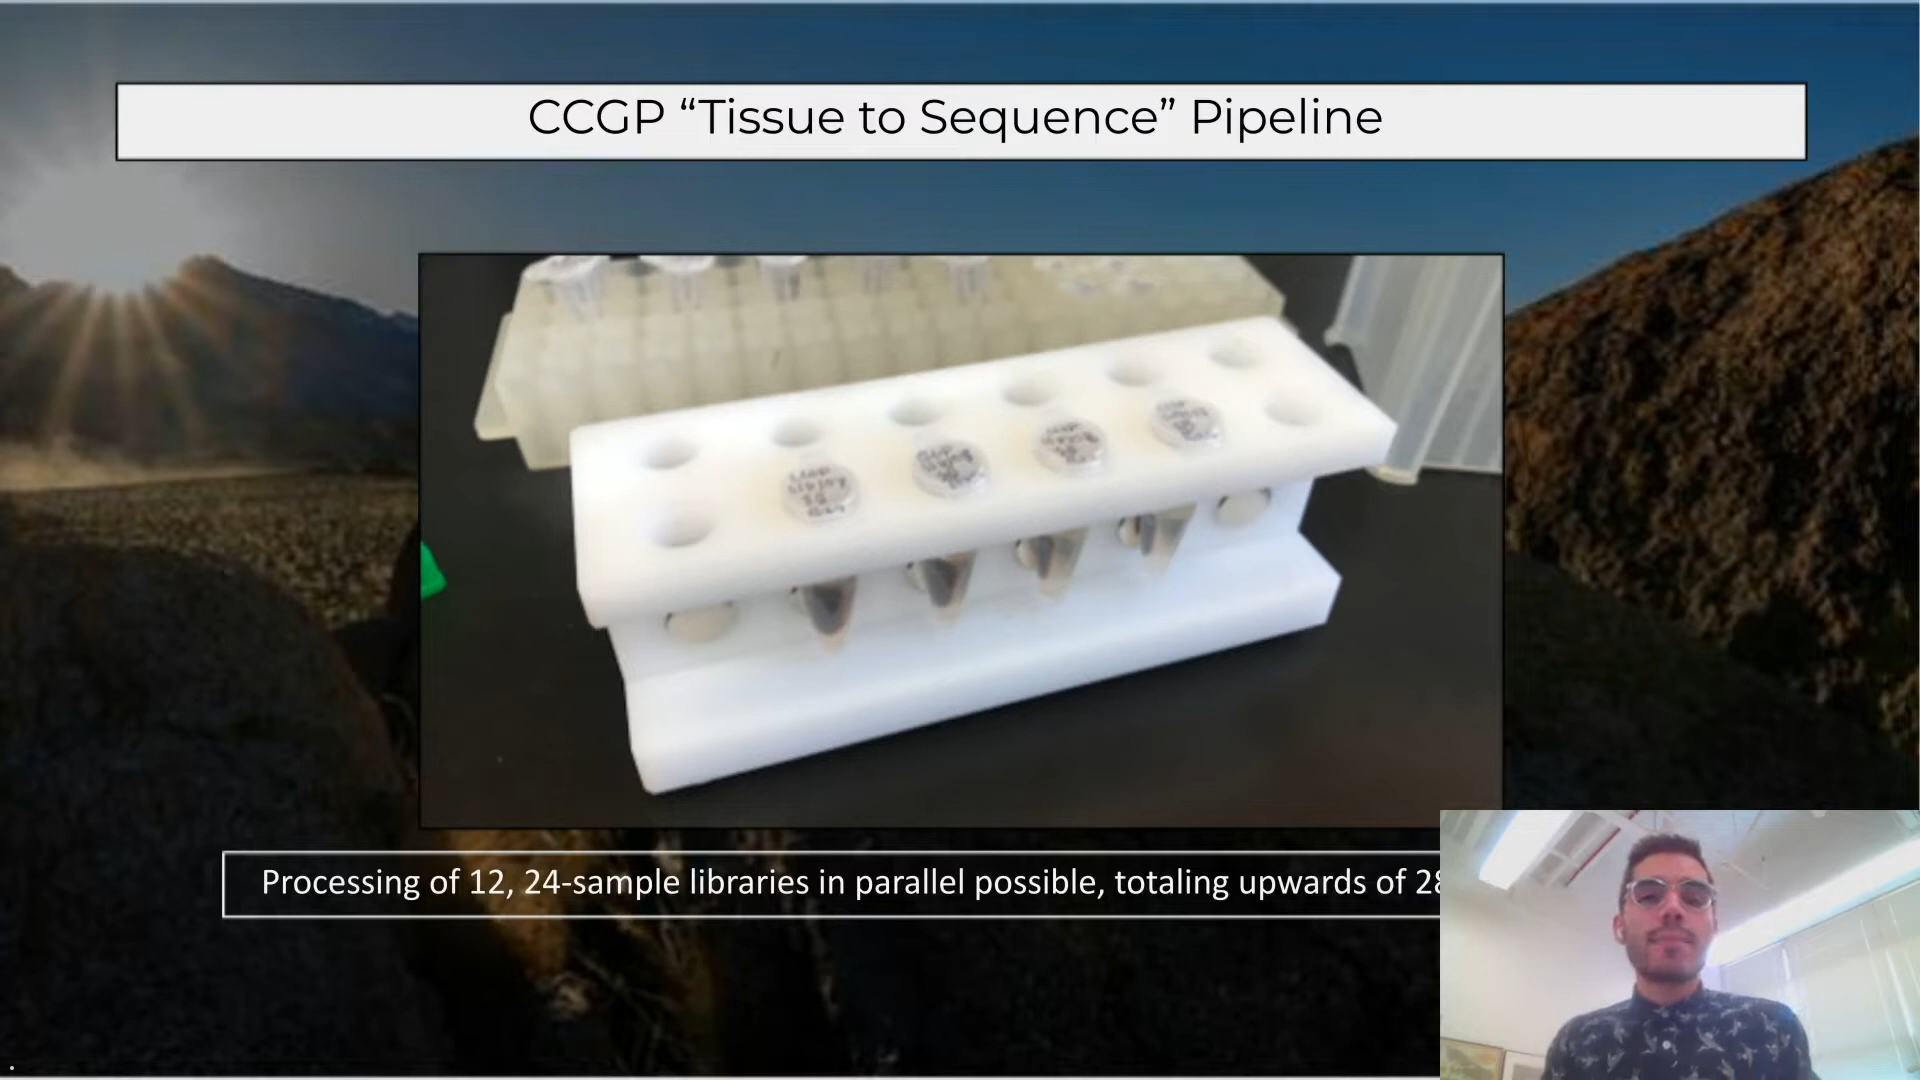 CCGP “Tissue to Sequence” Pipeline
Processing of 12, 24-sample libraries in parallel possible, totaling upwards of 28